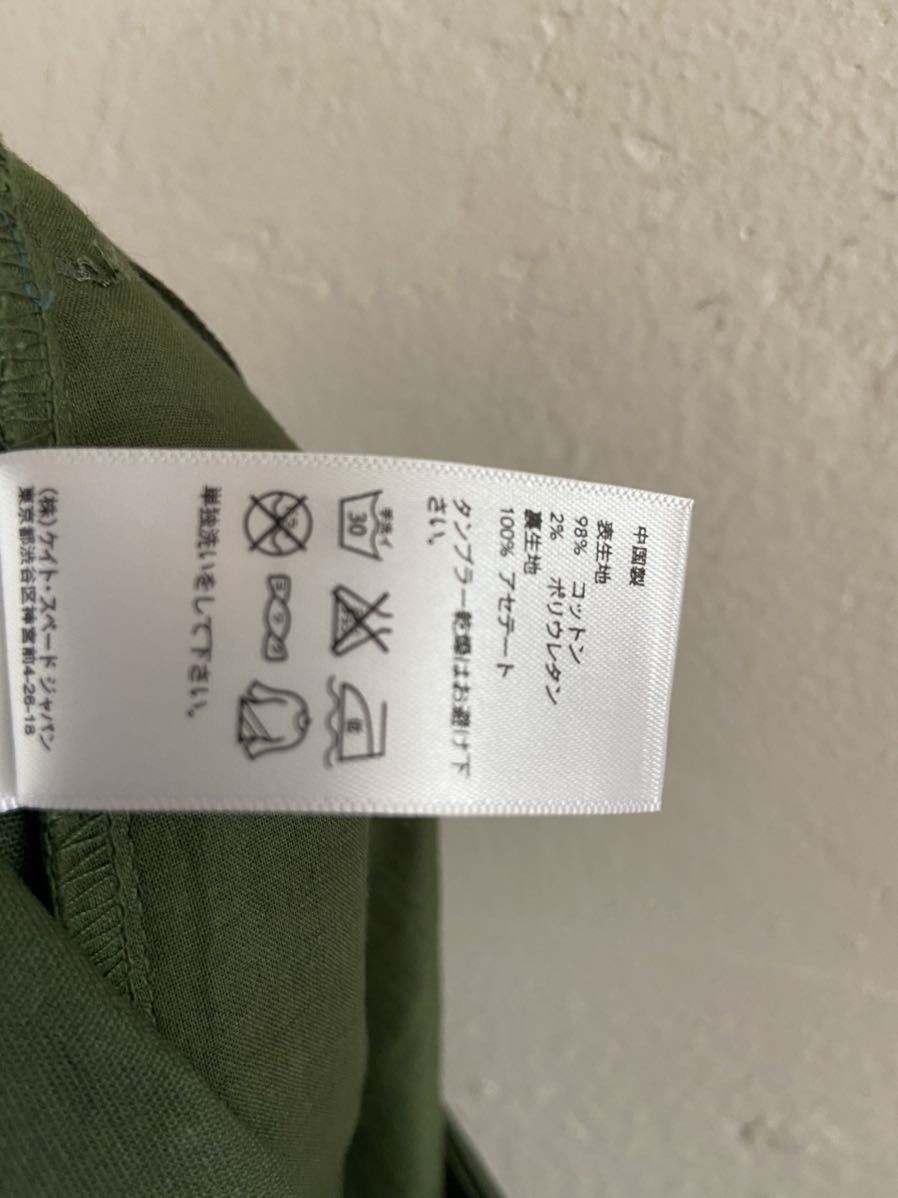 中国製
表生地
98% コットン
2% ポリウレタン
裏生地
100% アセテート
タンブラー乾燥はお避け下
さい。
手洗イ
30
中
単独洗いをして下さい。
(株)ケイト・スペード ジャパン
東京都渋谷区神宮前4-26-18